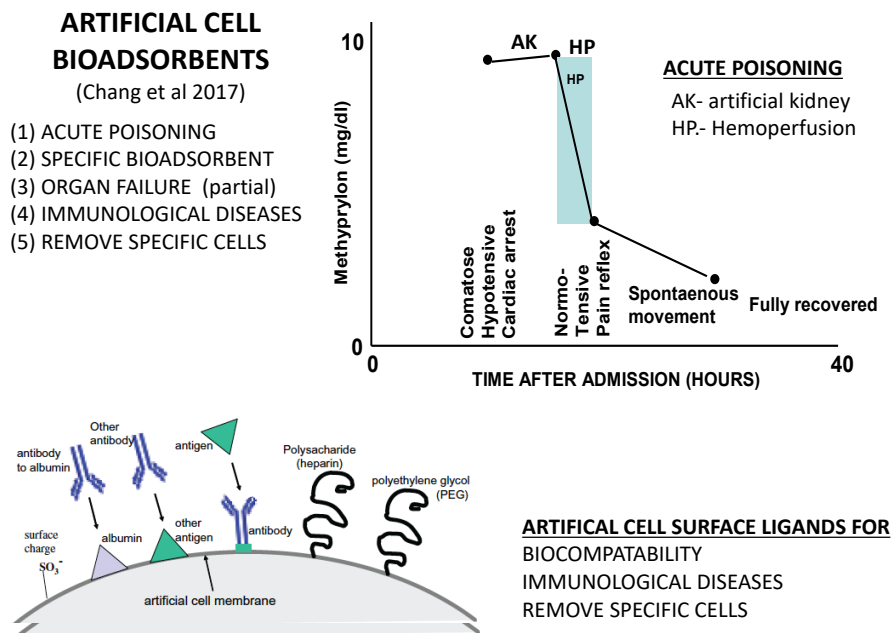 ARTIFICIAL CELL
BIOADSORBENTS
(Chang et al 2017)
(1) ACUTE POISONING
(2) SPECIFIC BIOADSORBENT
(3) ORGAN FAILURE (partial)
(4) IMMUNOLOGICAL DISEASES
(5) REMOVE SPECIFIC CELLS
10
Methyprylon (mg/dl)
0
AK
HP
HP
Comatose
Hypotensive
Cardiac arrest
Normo-
Tensive
Pain reflex
Spontaenous
movement
Fully recovered
0
40
TIME AFTER ADMISSION (HOURS)
ACUTE POISONING
AK- artificial kidney
HP.- Hemoperfusion
antibody
to albumin
Other
antibody
antigen
Polysacharide
(heparin)
polyethylene glycol
(PEG)
surface
charge
SO₃⁻
albumin
other
antigen
antibody
artificial cell membrane
ARTIFICAL CELL SURFACE LIGANDS FOR
BIOCOMPATABILITY
IMMUNOLOGICAL DISEASES
REMOVE SPECIFIC CELLS